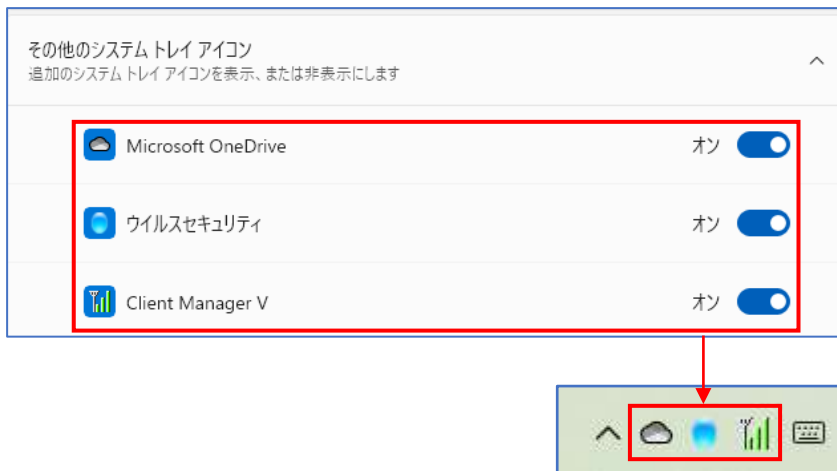 その他のシステム トレイ アイコン
追加のシステム トレイ アイコンを表示、または非表示にします
Microsoft OneDrive オン
ウイルスセキュリティ オン
Client Manager V オン